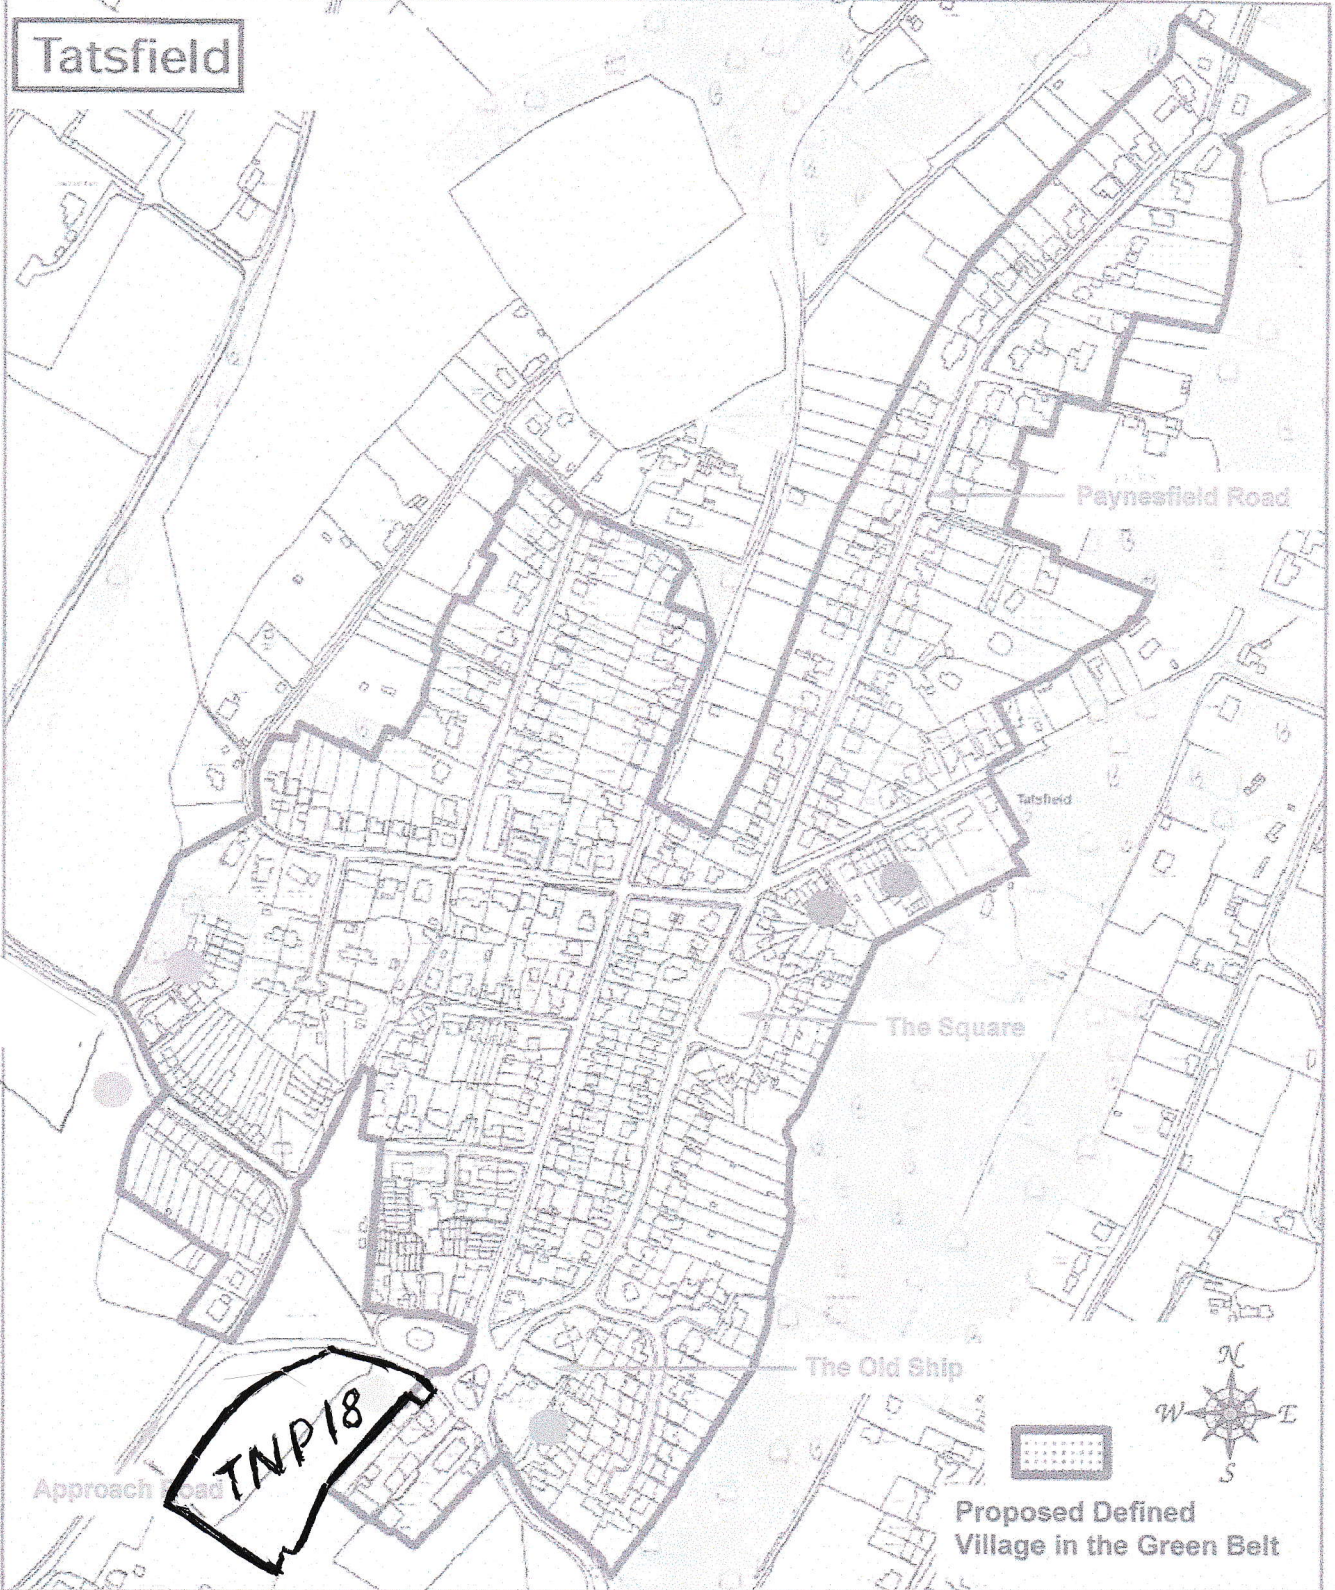 Tatsfield
Paynesfield Road
Tatsfield
The Square
The Old Ship
N
W E
S
TNP18
Approach Road
Proposed Defined
Village in the Green Belt